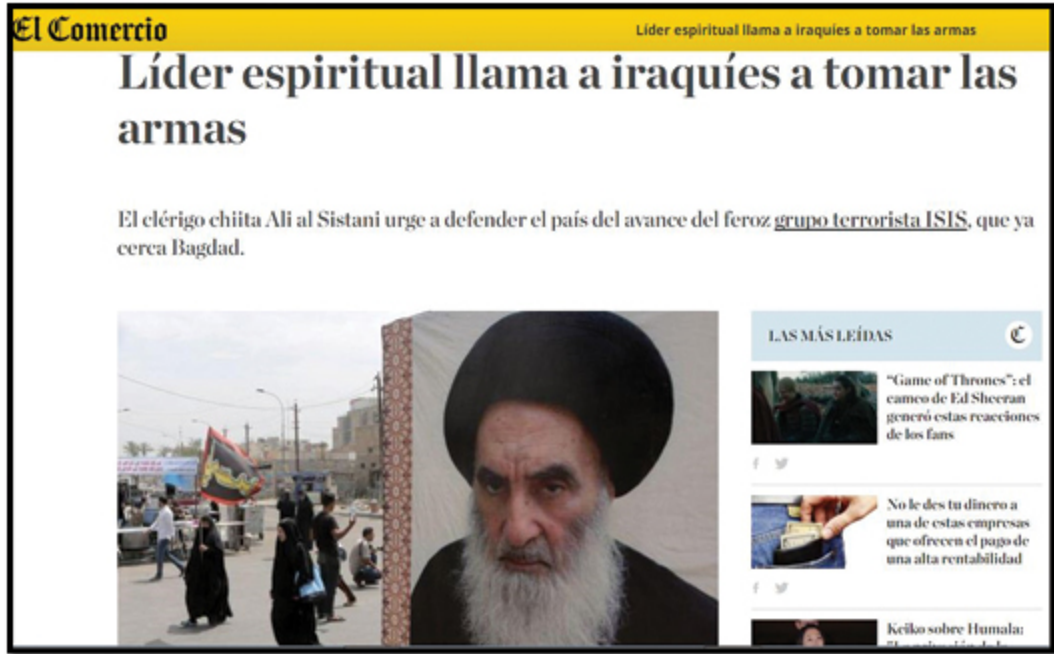 El Comercio
Líder espiritual llama a iraquíes a tomar las armas
Líder espiritual llama a iraquíes a tomar las
armas
El clérigo chiita Ali al Sistani urge a defender el país del avance del feroz grupo terrorista ISIS, que ya
cerca Bagdad.
LAS MÁS LEÍDAS
"Game of Thrones": el
cameo de Ed Sheeran
generó estas reacciones
de los fans
No le des tu dinero a
una de estas empresas
que ofrecen el pago de
una alta rentabilidad
Keiko sobre Humala: